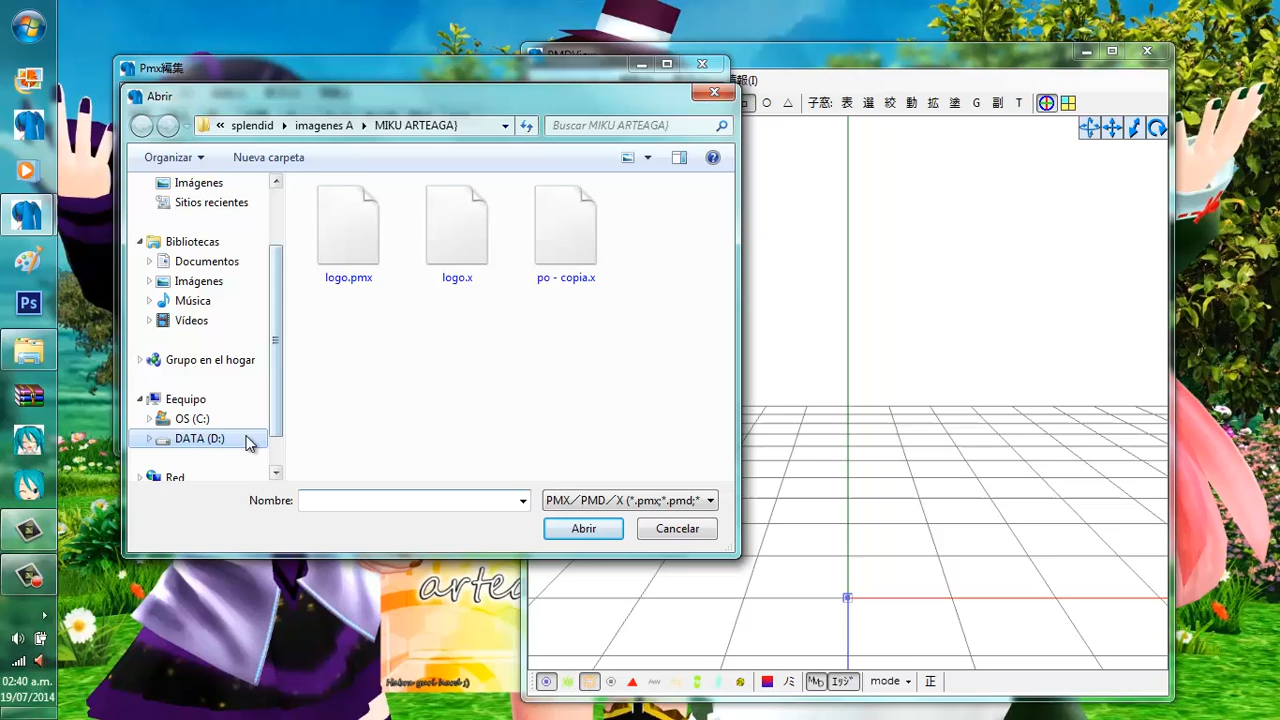 Pmx編集
PMDView
報(I)
Abrir
« splendid ▸ imagenes A ▸ MIKU ARTEAGA}
Buscar MIKU ARTEAGA}
子窓: 表 選 絞 動 拡 塗 G 副 T
Organizar
Nueva carpeta
Imágenes
Sitios recientes
Bibliotecas
Documentos
Imágenes
Música
Vídeos
Grupo en el hogar
Eequipo
OS (C:)
DATA (D:)
Red
logo.pmx
logo.x
po - copia.x
Nombre:
PMX／PMD／X (*.pmx;*.pmd;*
Abrir
Cancelar
Ps
artea
mode
正
02:40 a.m.
19/07/2014